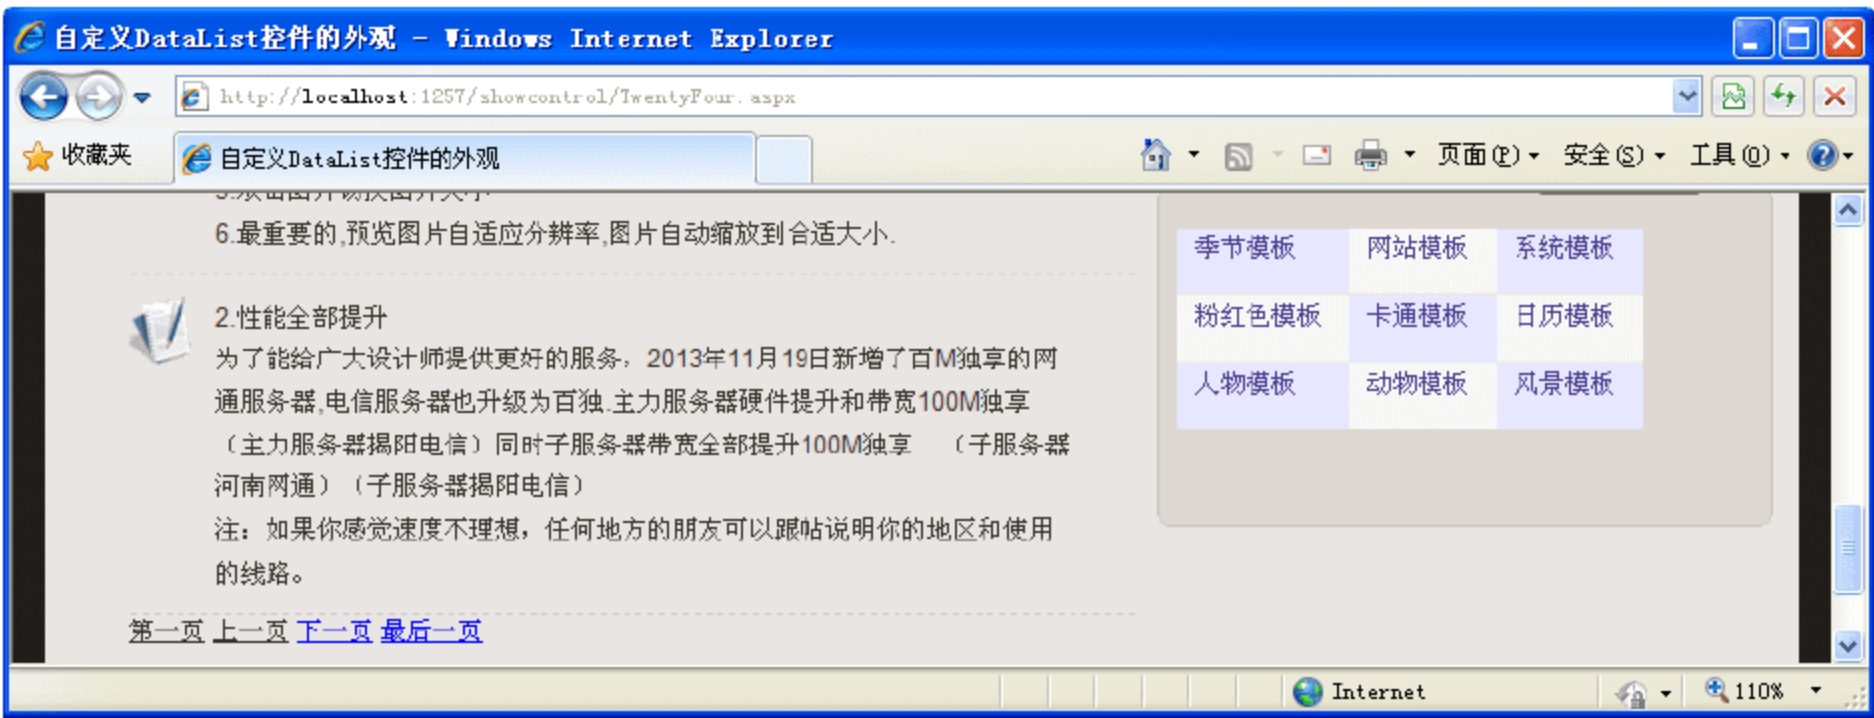 自定义DataList控件的外观 - Windows Internet Explorer
http://localhost:1257/showcontrol/TwentyFour.aspx
收藏夹
自定义DataList控件的外观
页面(P)
安全(S)
工具(O)
6.最重要的,预览图片自适应分辨率,图片自动缩放到合适大小.
2.性能全部提升
为了能给广大设计师提供更好的服务，2013年11月19日新增了百M独享的网
通服务器,电信服务器也升级为百独.主力服务器硬件提升和带宽100M独享
（主力服务器揭阳电信）同时子服务器带宽全部提升100M独享 （子服务器
河南网通）（子服务器揭阳电信）
注：如果你感觉速度不理想，任何地方的朋友可以跟帖说明你的地区和使用
的线路。
第一页 上一页 下一页 最后一页
季节模板 网站模板 系统模板
粉红色模板 卡通模板 日历模板
人物模板 动物模板 风景模板
Internet
110%